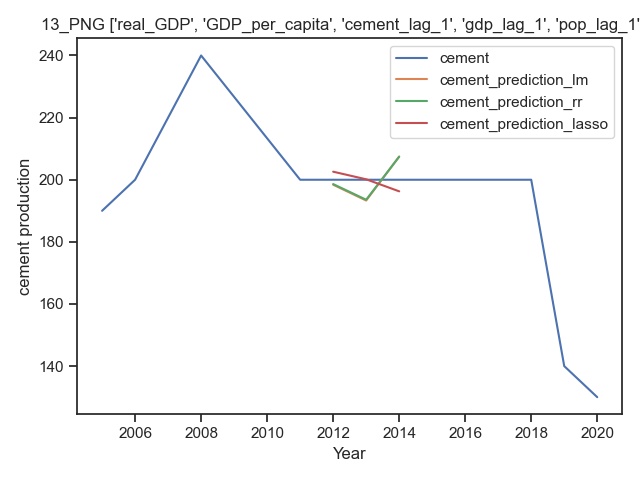 13_PNG ['real_GDP', 'GDP_per_capita', 'cement_lag_1', 'gdp_lag_1', 'pop_lag_1'
cement
cement_prediction_lm
cement_prediction_rr
cement_prediction_lasso
240
220
200
180
160
140
cement production
2006 2008 2010 2012 2014 2016 2018 2020
Year